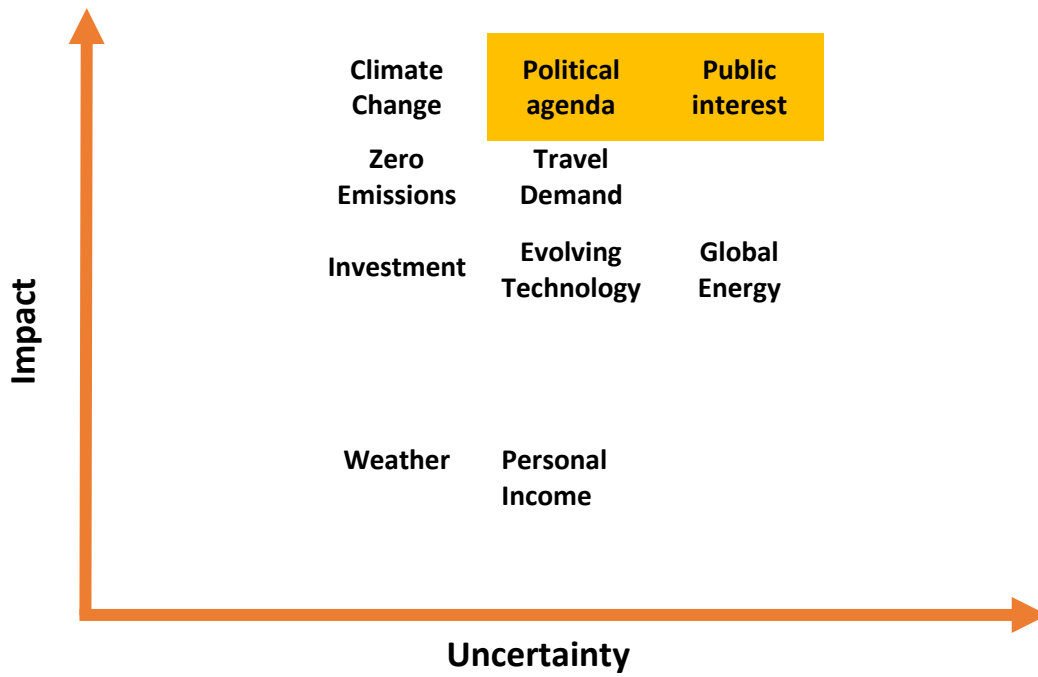 Climate
Change
Political
agenda
Public
interest
Zero
Emissions
Travel
Demand
Investment
Evolving
Technology
Global
Energy
Impact
Weather
Personal
Income
Uncertainty